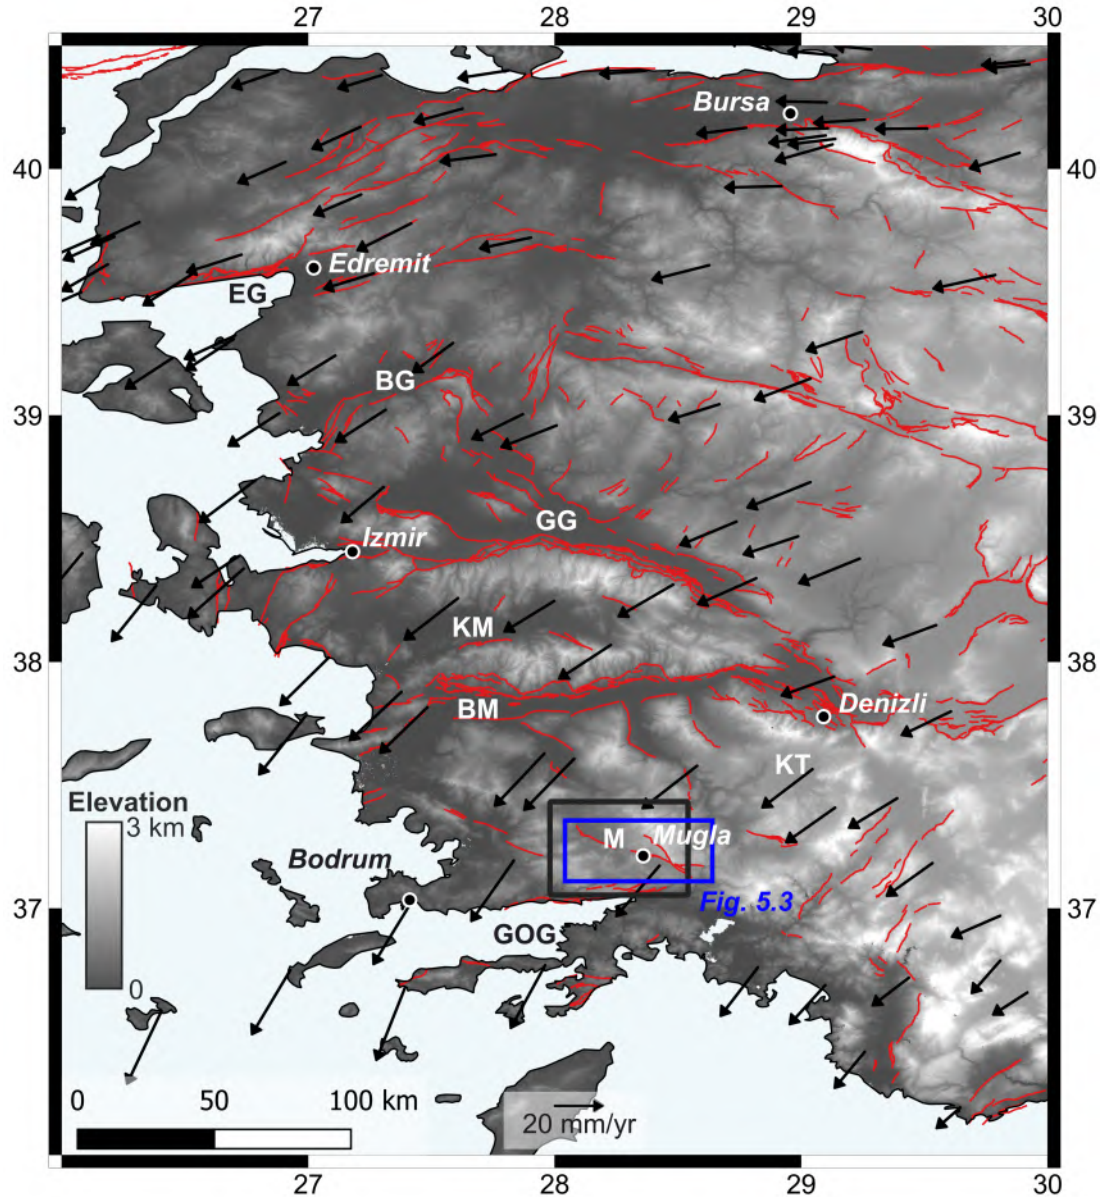 27 28 29 30
Bursa
40 40
Edremit
EG
BG
39 39
GG
Izmir
KM
38 38
BM
Denizli
KT
Elevation
3 km
M Mugla
Bodrum
37 37
Fig. 5.3
GOG
0
0 50 100 km
20 mm/yr
27 28 29 30